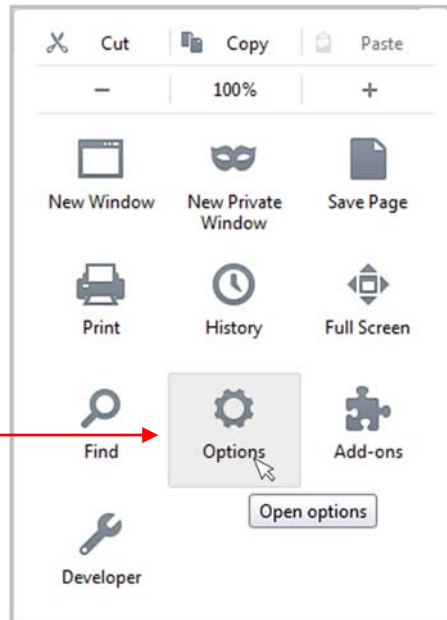 Cut Copy Paste
− 100% +
New Window New Private Window Save Page
Print History Full Screen
Find Options Add-ons
Open options
Developer